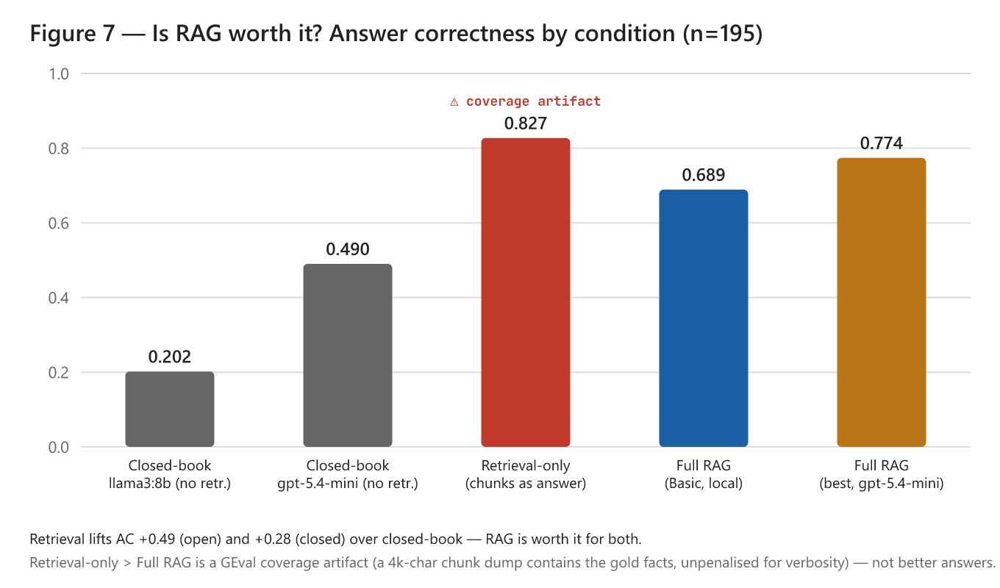 Figure 7 — Is RAG worth it? Answer correctness by condition (n=195)
1.0
⚠ coverage artifact
0.827
0.8
0.774
0.689
0.6
0.490
0.4
0.202
0.2
0.0
Closed-book
llama3:8b (no retr.)
Closed-book
gpt-5.4-mini (no retr.)
Retrieval-only
(chunks as answer)
Full RAG
(Basic, local)
Full RAG
(best, gpt-5.4-mini)
Retrieval lifts AC +0.49 (open) and +0.28 (closed) over closed-book — RAG is worth it for both.
Retrieval-only > Full RAG is a GEval coverage artifact (a 4k-char chunk dump contains the gold facts, unpenalised for verbosity) — not better answers.